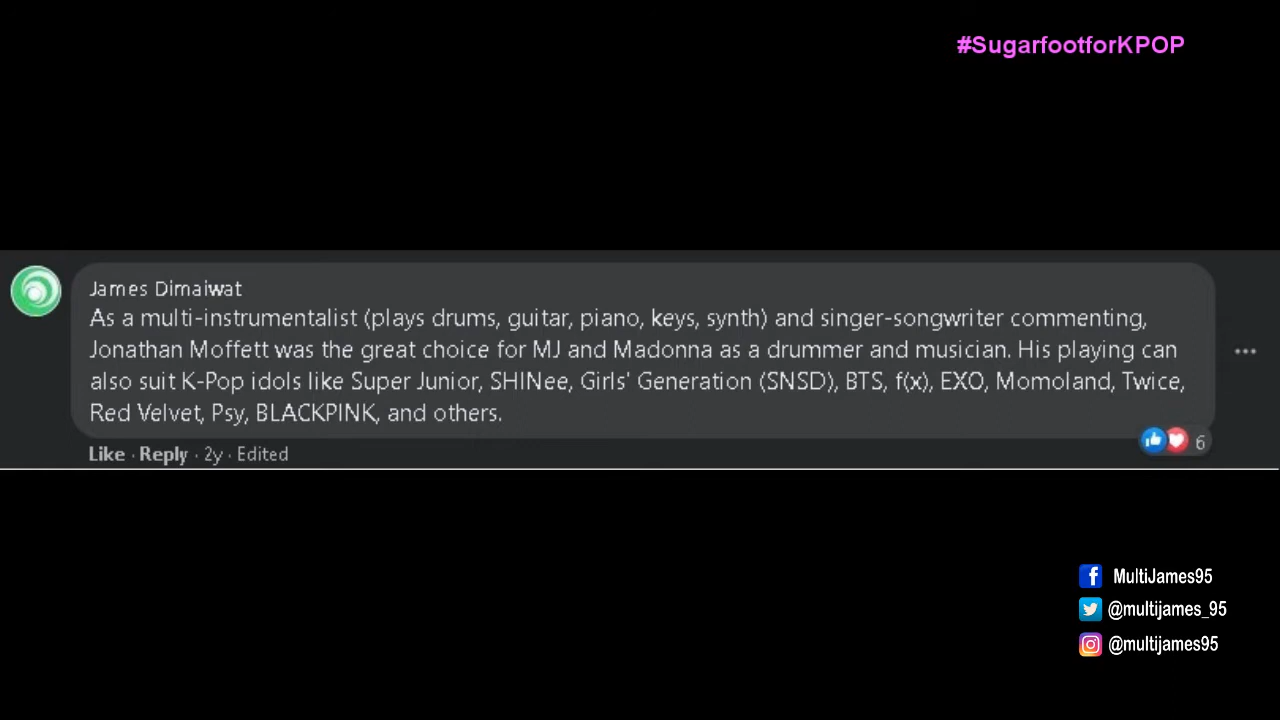 #SugarfootforKPOP
James Dimaiwat
As a multi-instrumentalist (plays drums, guitar, piano, keys, synth) and singer-songwriter commenting,
Jonathan Moffett was the great choice for MJ and Madonna as a drummer and musician. His playing can
also suit K-Pop idols like Super Junior, SHINee, Girls' Generation (SNSD), BTS, f(x), EXO, Momoland, Twice,
Red Velvet, Psy, BLACKPINK, and others.
Like · Reply · 2y · Edited
6
MultiJames95
@multijames_95
@multijames95